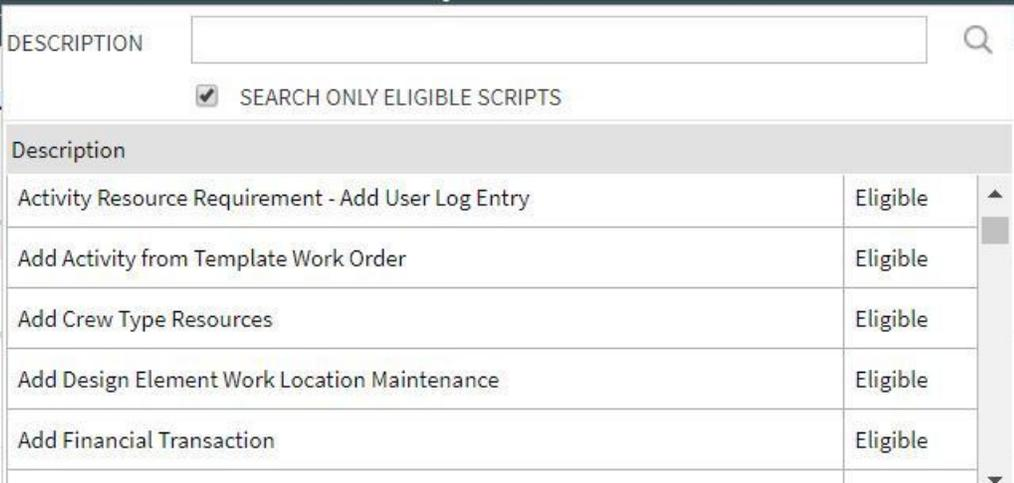 DESCRIPTION
SEARCH ONLY ELIGIBLE SCRIPTS
Description
Activity Resource Requirement - Add User Log Entry Eligible
Add Activity from Template Work Order Eligible
Add Crew Type Resources Eligible
Add Design Element Work Location Maintenance Eligible
Add Financial Transaction Eligible